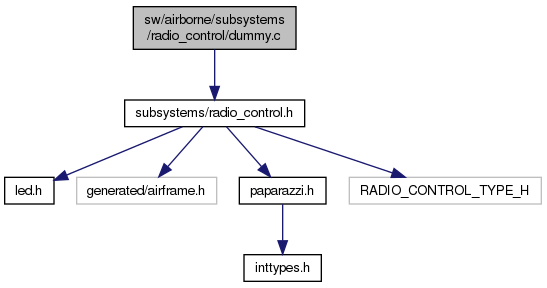 sw/airborne/subsystems
/radio_control/dummy.c
subsystems/radio_control.h
led.h
generated/airframe.h
paparazzi.h
RADIO_CONTROL_TYPE_H
inttypes.h